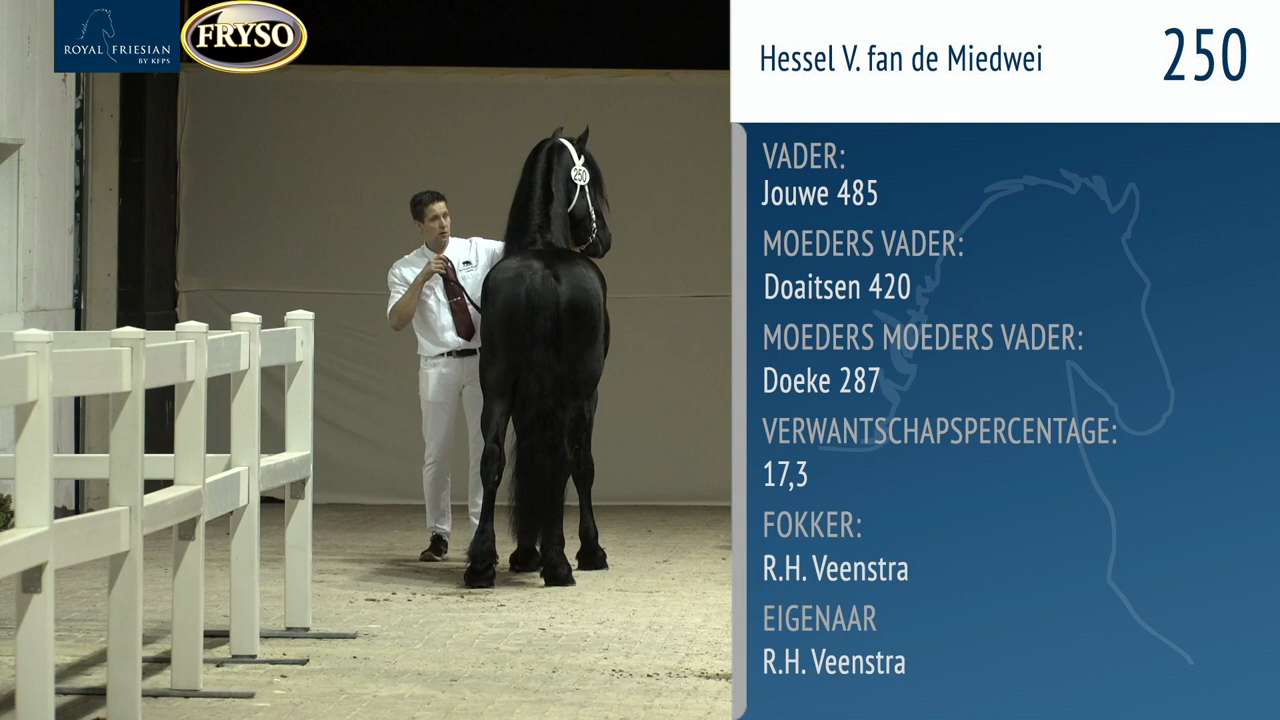 ROYAL FRIESIAN
BY KFPS
FRYSO
250
Hessel V. fan de Miedwei
250
VADER:
Jouwe 485
MOEDERS VADER:
Doaitsen 420
MOEDERS MOEDERS VADER:
Doeke 287
VERWANTSCHAPSPERCENTAGE:
17,3
FOKKER:
R.H. Veenstra
EIGENAAR
R.H. Veenstra